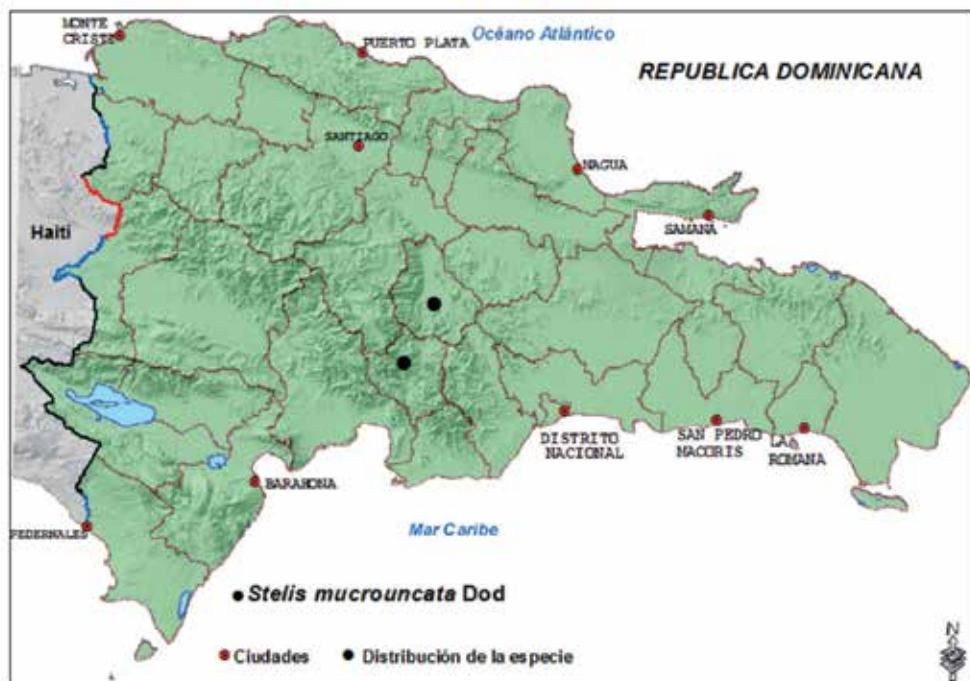 MONTE
CRISTI
PUERTO PLATA
Océano Atlántico
REPUBLICA DOMINICANA
SANTIAGO
NAGUA
SAMANA
Haití
DISTRITO
NACIONAL
SAN PEDRO
MACORIS
LA
ROMANA
BARAHONA
PEDERNALES
Mar Caribe
Stelis mucrouncata Dod
Ciudades
Distribución de la especie
N